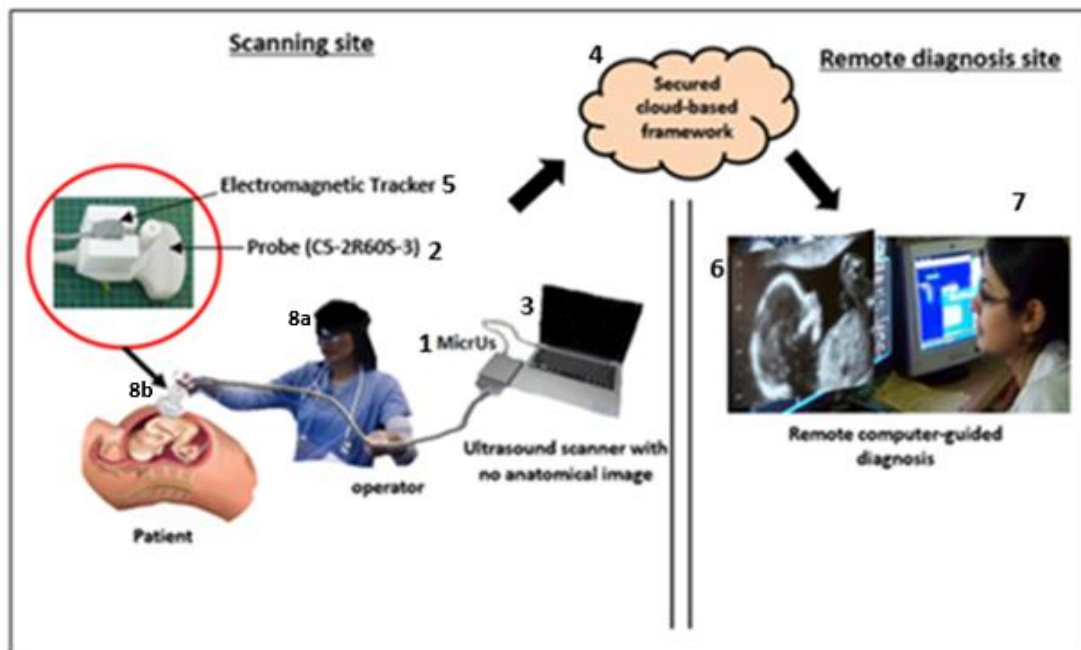 Scanning site
4
Remote diagnosis site
Secured
cloud-based
framework
Electromagnetic Tracker 5
7
Probe (CS-2R60S-3) 2
6
8a
3
1 MicrUs
8b
Ultrasound scanner with
no anatomical image
Remote computer-guided
diagnosis
operator
Patient